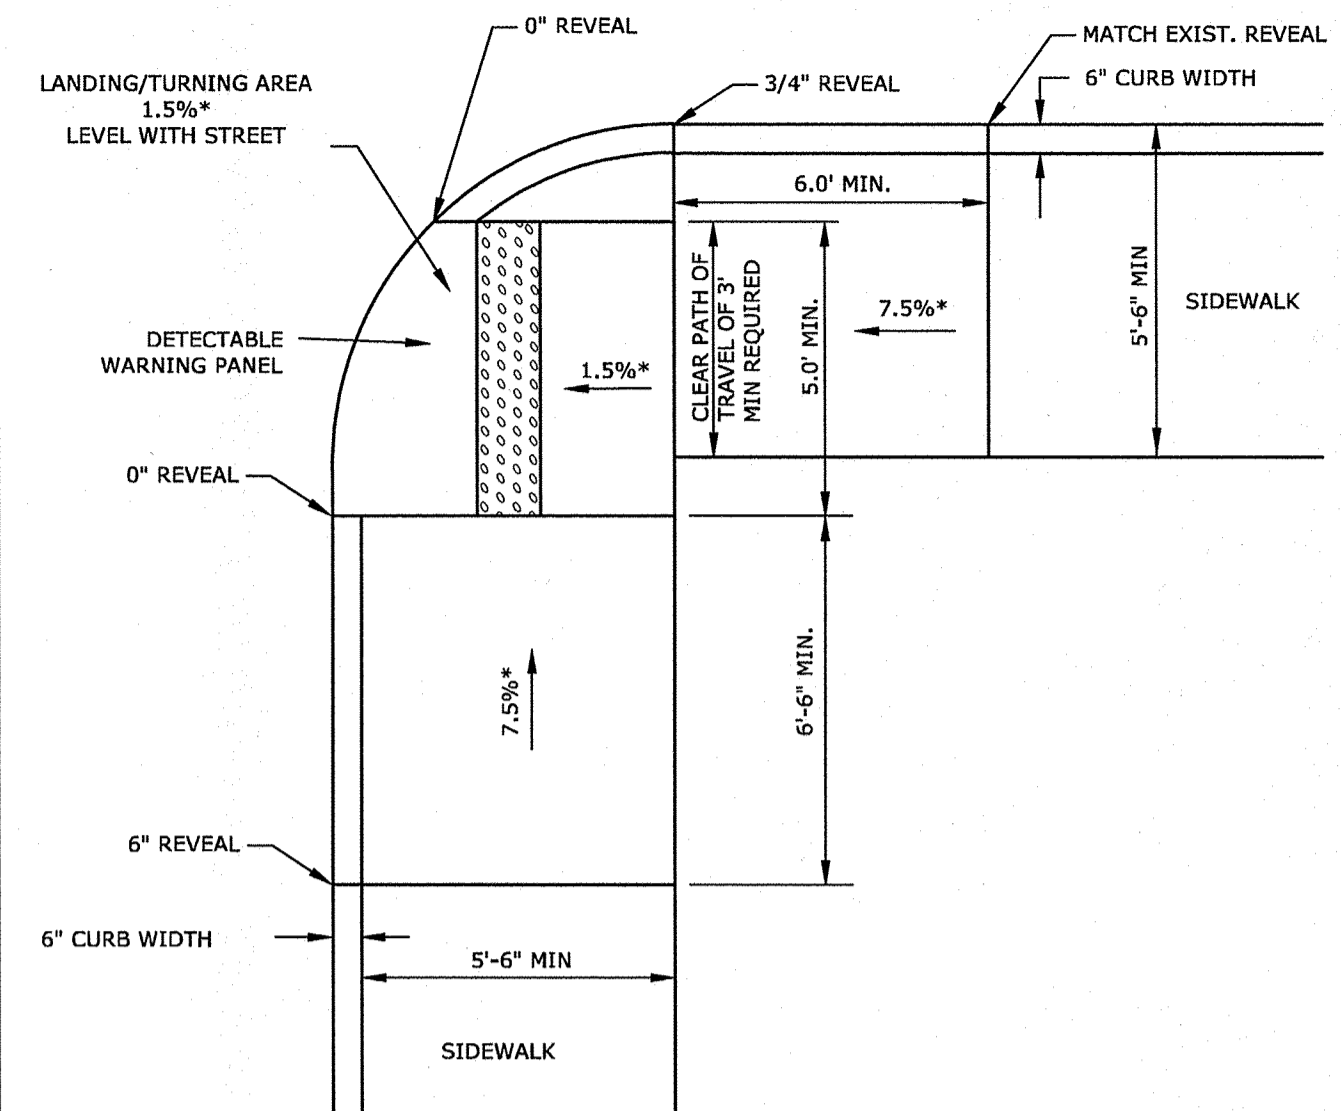 0" REVEAL
MATCH EXIST. REVEAL
LANDING/TURNING AREA
1.5%*
LEVEL WITH STREET
3/4" REVEAL
6" CURB WIDTH
6.0' MIN.
CLEAR PATH OF
TRAVEL OF 3'
MIN REQUIRED
5.0' MIN.
7.5%*
5'-6" MIN
SIDEWALK
DETECTABLE
WARNING PANEL
1.5%*
0" REVEAL
7.5%*
6'-6" MIN.
6" REVEAL
6" CURB WIDTH
5'-6" MIN
SIDEWALK